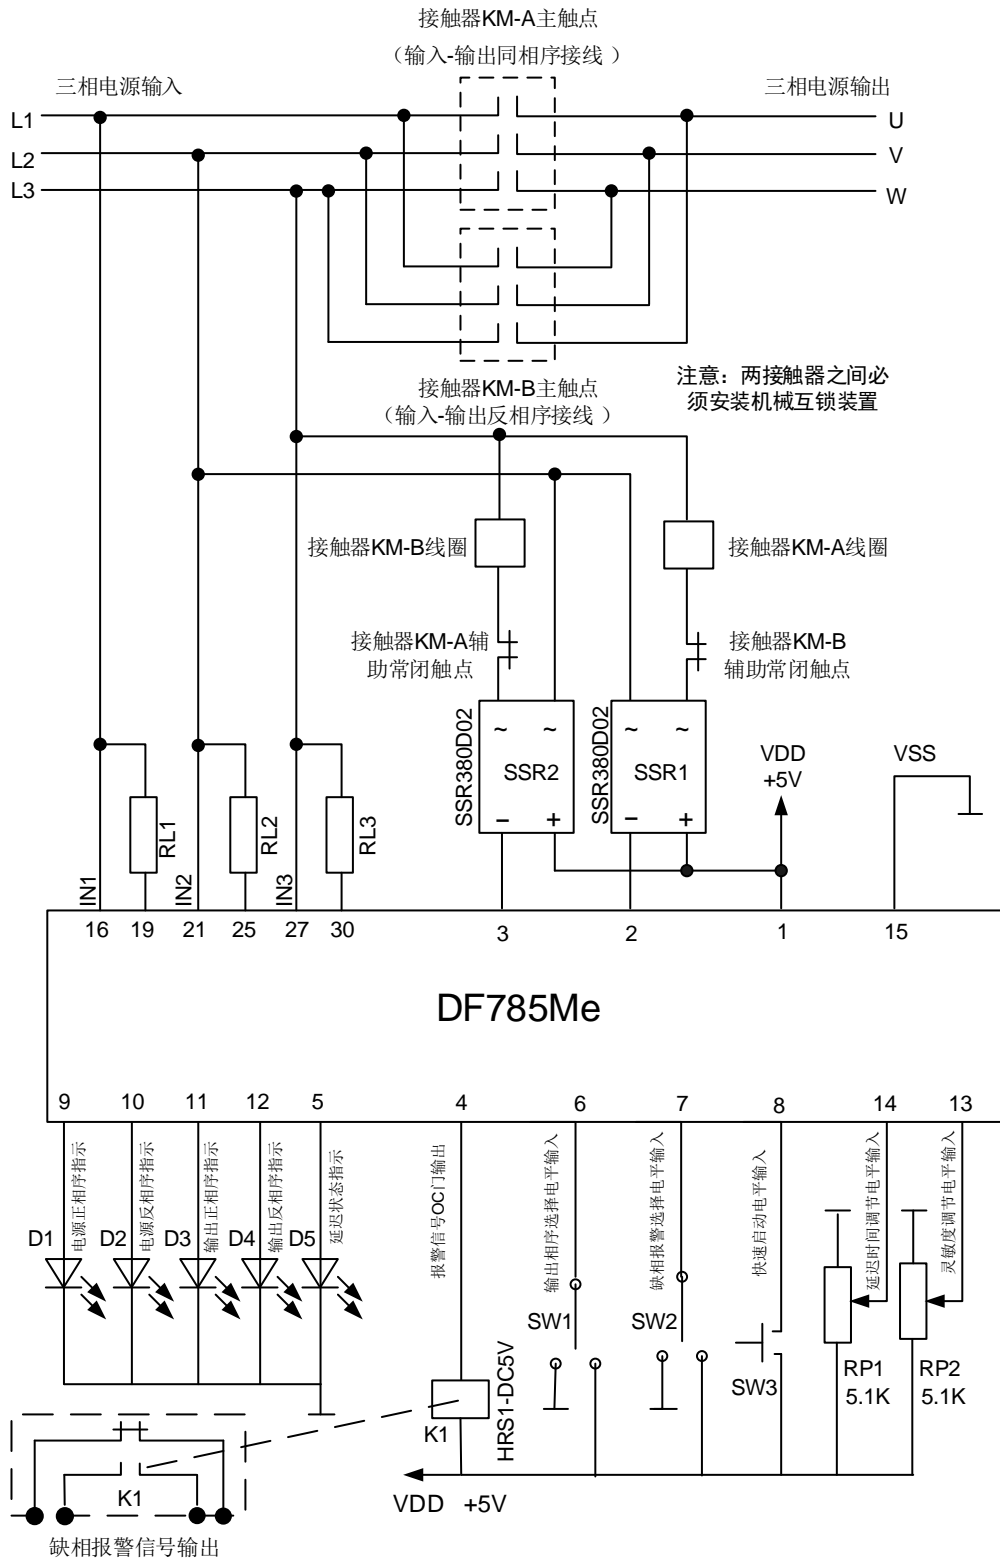 接触器KM-A主触点
（输入-输出同相序接线 ）
三相电源输入
三相电源输出
L1
U
L2
V
L3
W
接触器KM-B主触点
（输入-输出反相序接线 ）
注意：两接触器之间必
须安装机械互锁装置
接触器KM-B线圈
接触器KM-A线圈
接触器KM-A辅
助常闭触点
接触器KM-B
辅助常闭触点
SSR380D02
~ ~
SSR2
− +
SSR380D02
~ ~
SSR1
− +
VDD
+5V
VSS
RL1
RL2
RL3
IN1
IN2
IN3
16
19
21
25
27
30
3
2
1
15
DF785Me
9
10
11
12
5
4
6
7
8
14
13
电源正相序指示
电源反相序指示
输出正相序指示
输出反相序指示
延迟状态指示
报警信号OC门输出
输出相序选择电平输入
缺相报警选择电平输入
快速启动电平输入
延迟时间调节电平输入
灵敏度调节电平输入
D1
D2
D3
D4
D5
SW1
SW2
SW3
RP1
5.1K
RP2
5.1K
K1
HRS1-DC5V
K1
VDD +5V
缺相报警信号输出